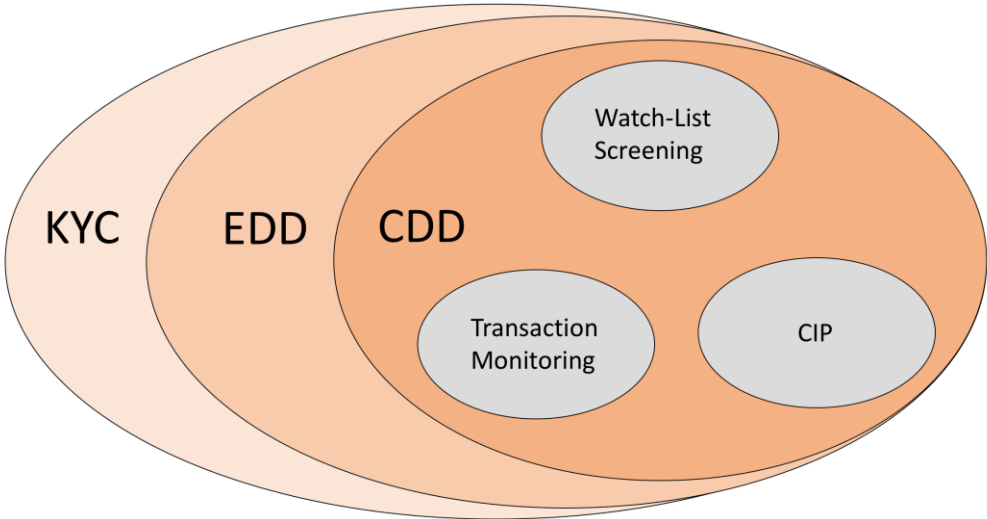 KYC
EDD
CDD
Watch-List
Screening
Transaction
Monitoring
CIP